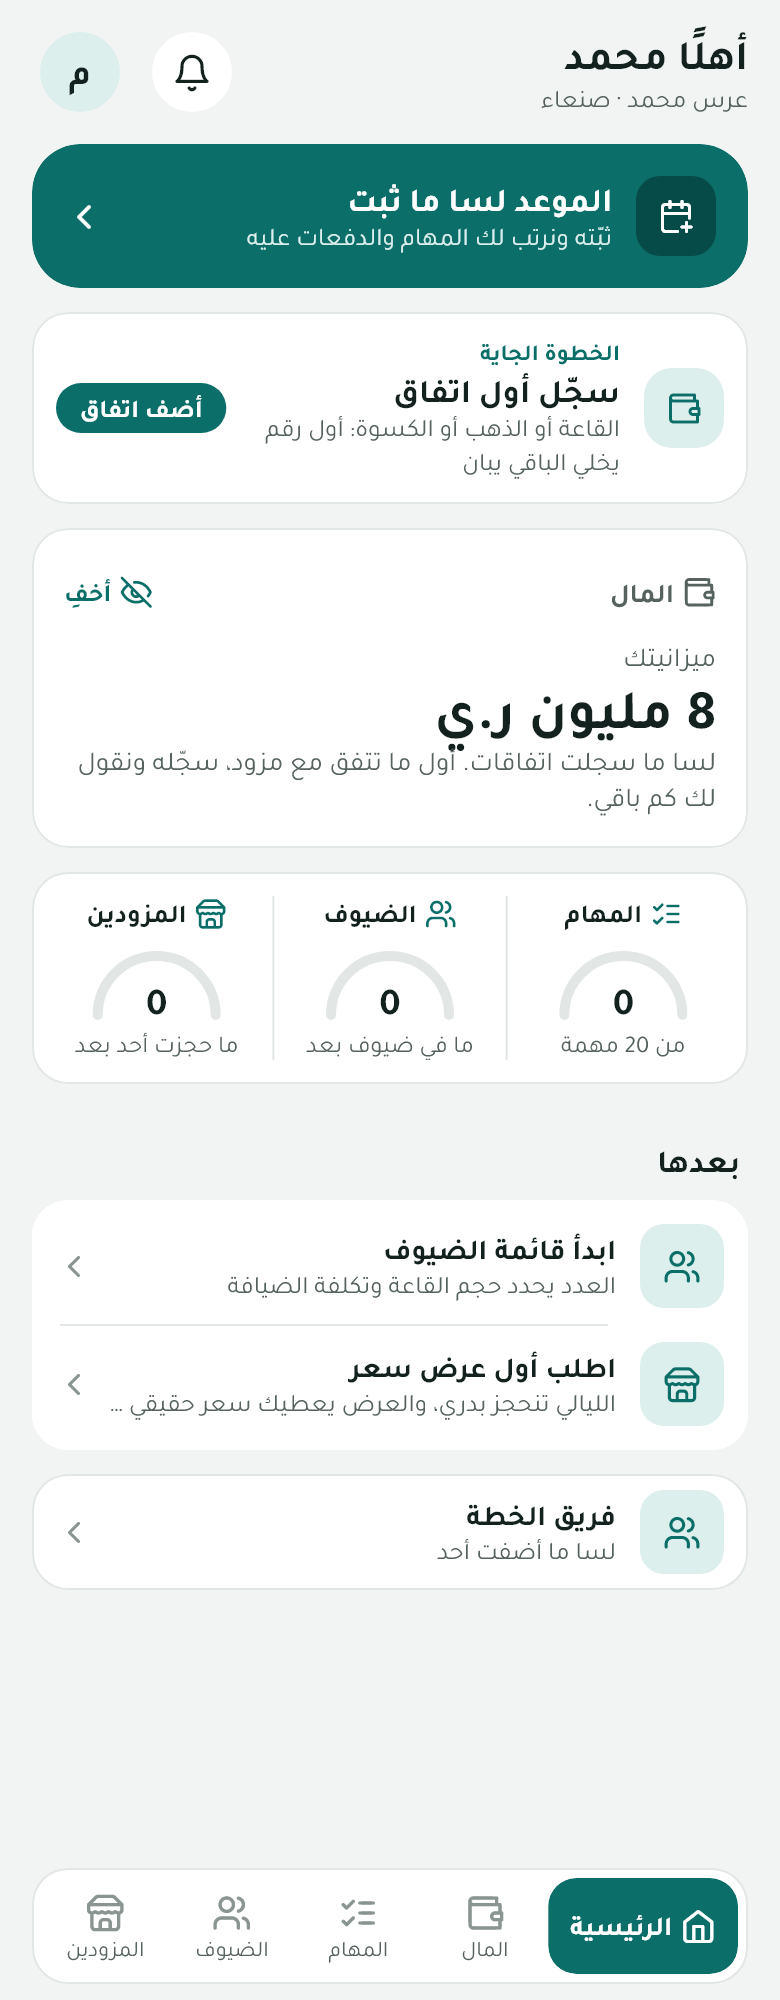 أهلًا محمد
عرس محمد · صنعاء
م
الموعد لسا ما ثبت
ثبّته ونرتب لك المهام والدفعات عليه
الخطوة الجاية
سجّل أول اتفاق
القاعة أو الذهب أو الكسوة: أول رقم
يخلي الباقي يبان
أضف اتفاق
المال
أخفِ
ميزانيتك
8 مليون ر.ي
لسا ما سجلت اتفاقات. أول ما تتفق مع مزود، سجّله ونقول
لك كم باقي.
المهام
0
من 20 مهمة
الضيوف
0
ما في ضيوف بعد
المزودين
0
ما حجزت أحد بعد
بعدها
ابدأ قائمة الضيوف
العدد يحدد حجم القاعة وتكلفة الضيافة
اطلب أول عرض سعر
الليالي تنحجز بدري، والعرض يعطيك سعر حقيقي ...
فريق الخطة
لسا ما أضفت أحد
الرئيسية
المال
المهام
الضيوف
المزودين